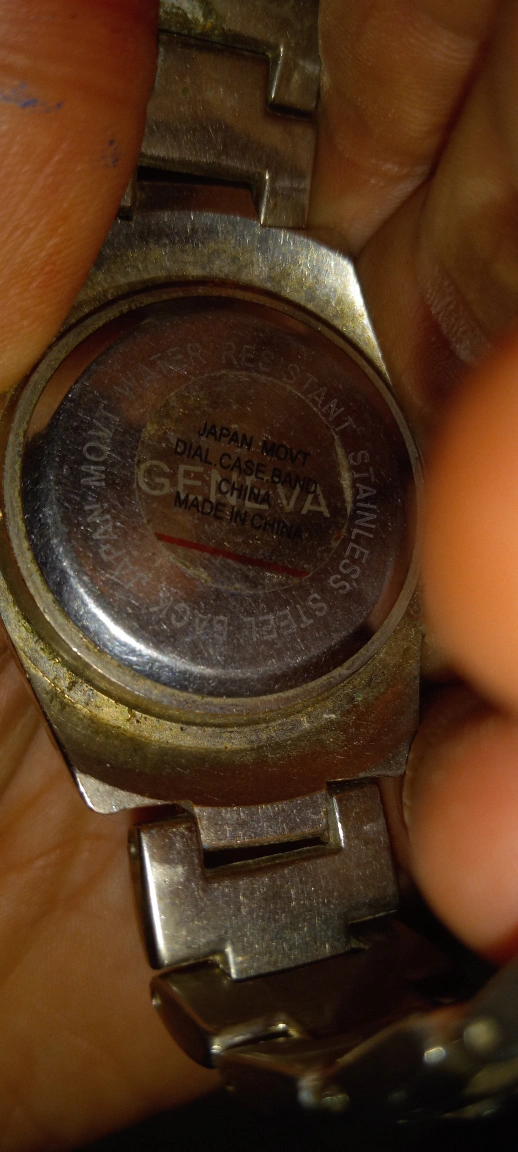 WATER RESISTANT STAINLESS STEEL BACK JAPAN MOVT
JAPAN MOVT
DIAL.CASE.BAND
GENEVA
CHINA
MADE IN CHINA